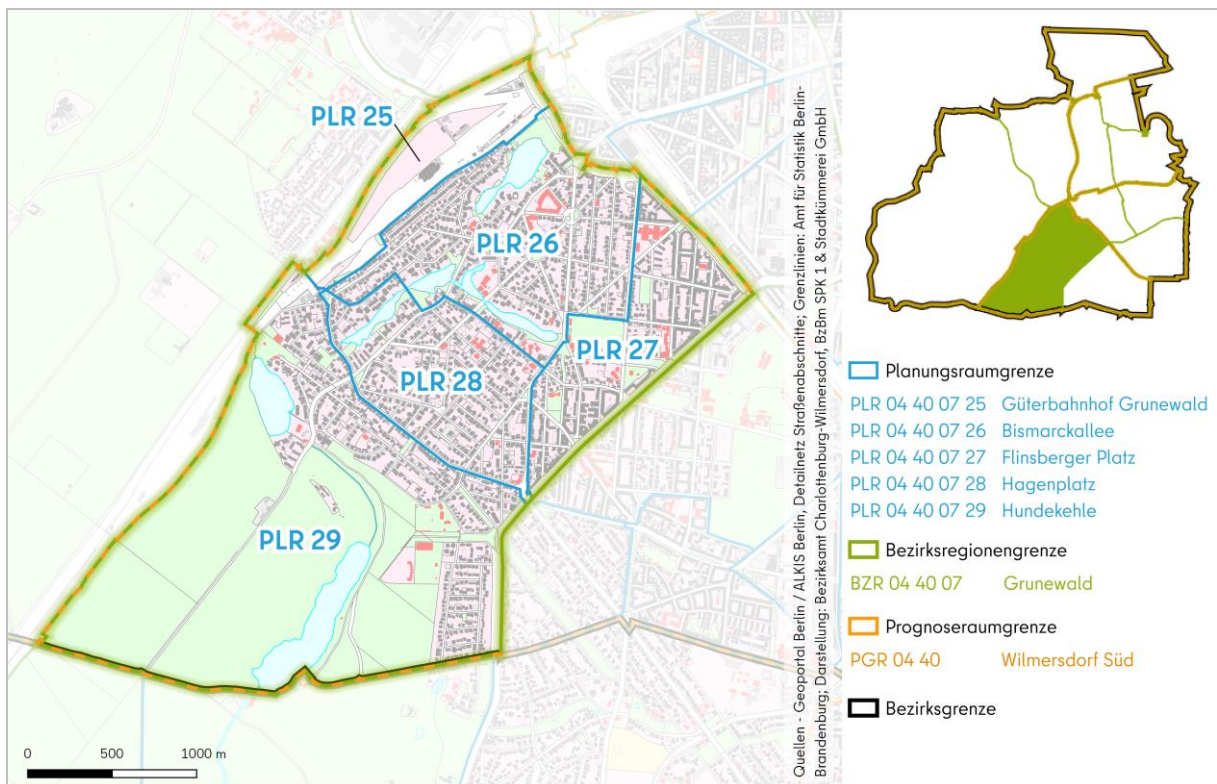 PLR 25
PLR 26
PLR 27
PLR 28
PLR 29
0 500 1000 m
Quellen - Geoportal Berlin / ALKIS Berlin, Detailnetz Straßenabschnitte; Grenzlinien: Amt für Statistik Berlin-
Brandenburg; Darstellung: Bezirksamt Charlottenburg-Wilmersdorf, BzBm SPK 1 & Stadtkümmerei GmbH
Planungsraumgrenze
PLR 04 40 07 25 Güterbahnhof Grunewald
PLR 04 40 07 26 Bismarckallee
PLR 04 40 07 27 Flinsberger Platz
PLR 04 40 07 28 Hagenplatz
PLR 04 40 07 29 Hundekehle
Bezirksregionengrenze
BZR 04 40 07 Grunewald
Prognoseraumgrenze
PGR 04 40 Wilmersdorf Süd
Bezirksgrenze